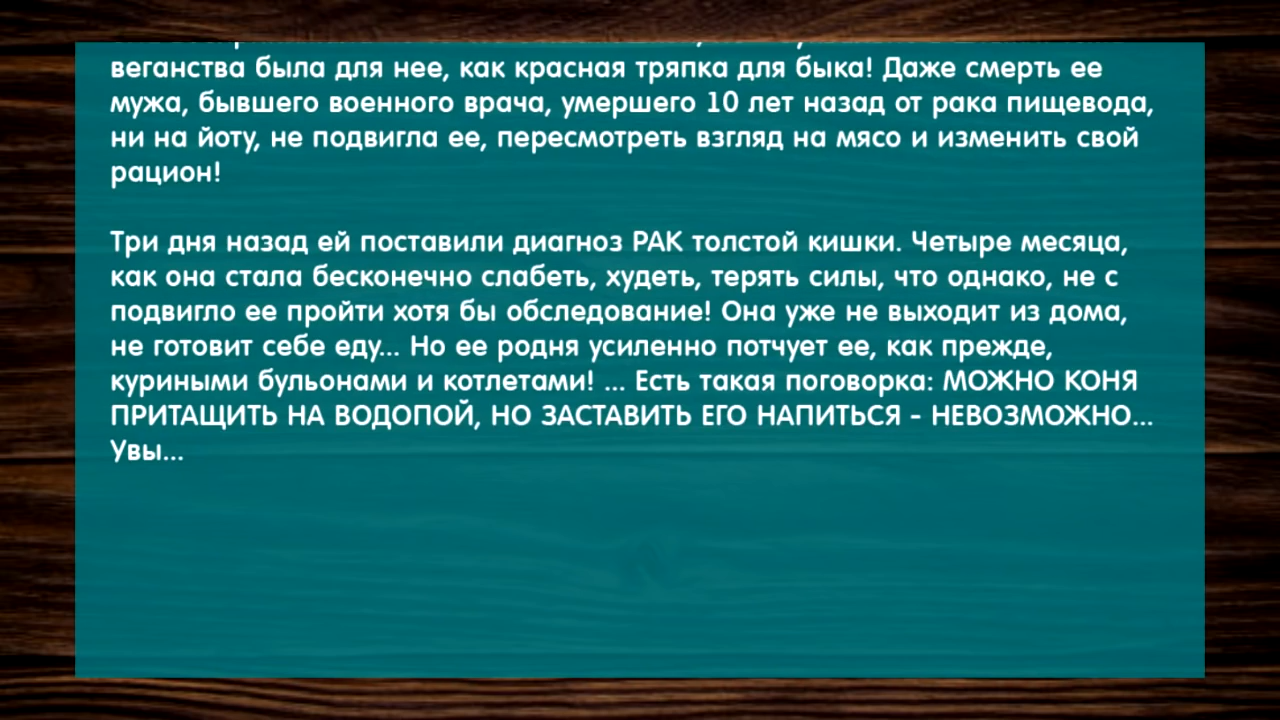 веганства была для нее, как красная тряпка для быка! Даже смерть ее
мужа, бывшего военного врача, умершего 10 лет назад от рака пищевода,
ни на йоту, не подвигла ее, пересмотреть взгляд на мясо и изменить свой
рацион!
Три дня назад ей поставили диагноз РАК толстой кишки. Четыре месяца,
как она стала бесконечно слабеть, худеть, терять силы, что однако, не с
подвигло ее пройти хотя бы обследование! Она уже не выходит из дома,
не готовит себе еду... Но ее родня усиленно потчует ее, как прежде,
куриными бульонами и котлетами! ... Есть такая поговорка: МОЖНО КОНЯ
ПРИТАЩИТЬ НА ВОДОПОЙ, НО ЗАСТАВИТЬ ЕГО НАПИТЬСЯ - НЕВОЗМОЖНО...
Увы...